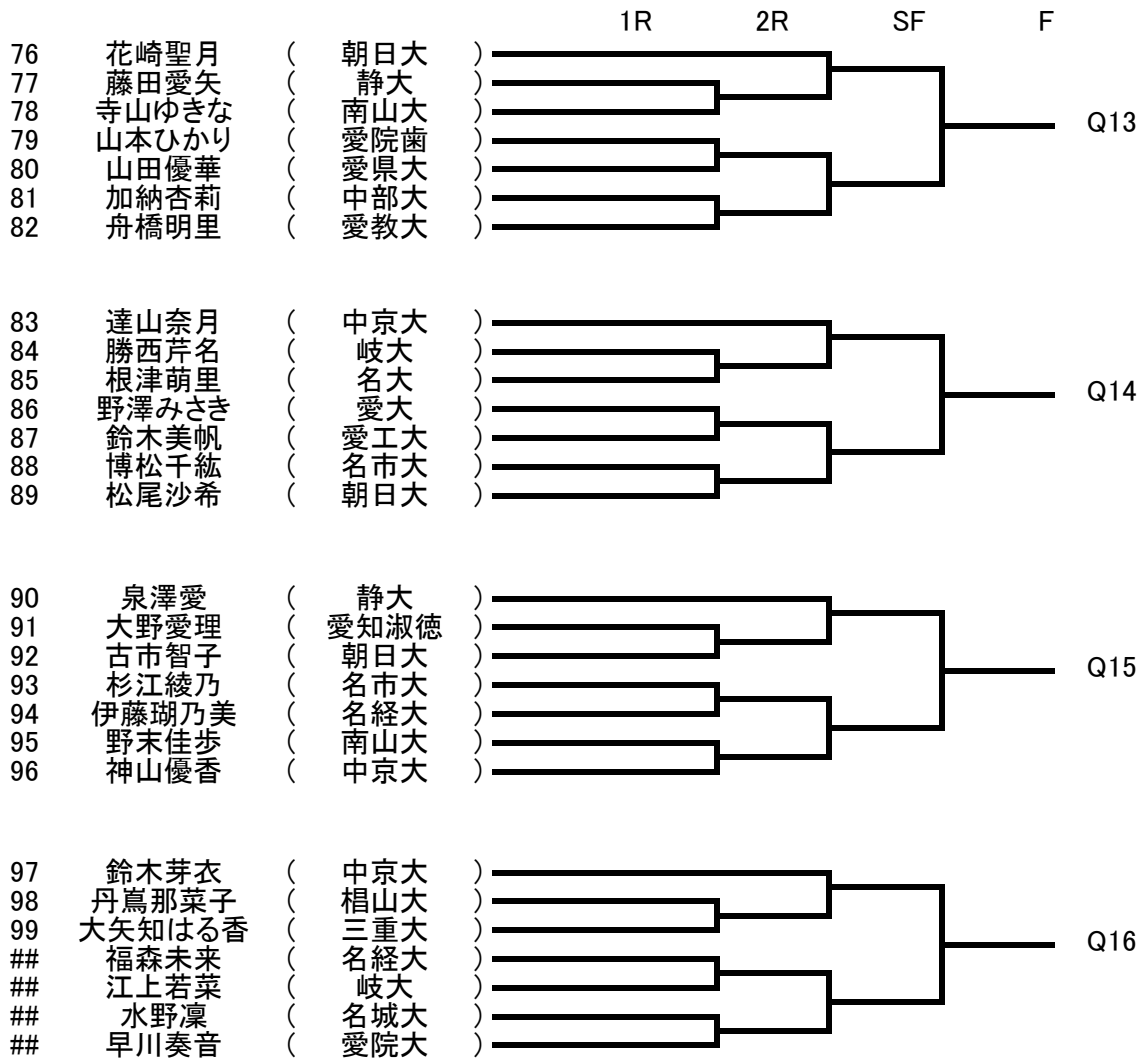 1R 2R SF F
76 花崎聖月 ( 朝日大 )
77 藤田愛矢 ( 静大 )
78 寺山ゆきな ( 南山大 )
Q13
79 山本ひかり ( 愛院歯 )
80 山田優華 ( 愛県大 )
81 加納杏莉 ( 中部大 )
82 舟橋明里 ( 愛教大 )
83 達山奈月 ( 中京大 )
84 勝西芹名 ( 岐大 )
85 根津萌里 ( 名大 )
Q14
86 野澤みさき ( 愛大 )
87 鈴木美帆 ( 愛工大 )
88 博松千紘 ( 名市大 )
89 松尾沙希 ( 朝日大 )
90 泉澤愛 ( 静大 )
91 大野愛理 ( 愛知淑徳 )
92 古市智子 ( 朝日大 )
Q15
93 杉江綾乃 ( 名市大 )
94 伊藤瑚乃美 ( 名経大 )
95 野末佳歩 ( 南山大 )
96 神山優香 ( 中京大 )
97 鈴木芽衣 ( 中京大 )
98 丹嶌那菜子 ( 椙山大 )
99 大矢知はる香 ( 三重大 )
Q16
## 福森未来 ( 名経大 )
## 江上若菜 ( 岐大 )
## 水野凜 ( 名城大 )
## 早川奏音 ( 愛院大 )